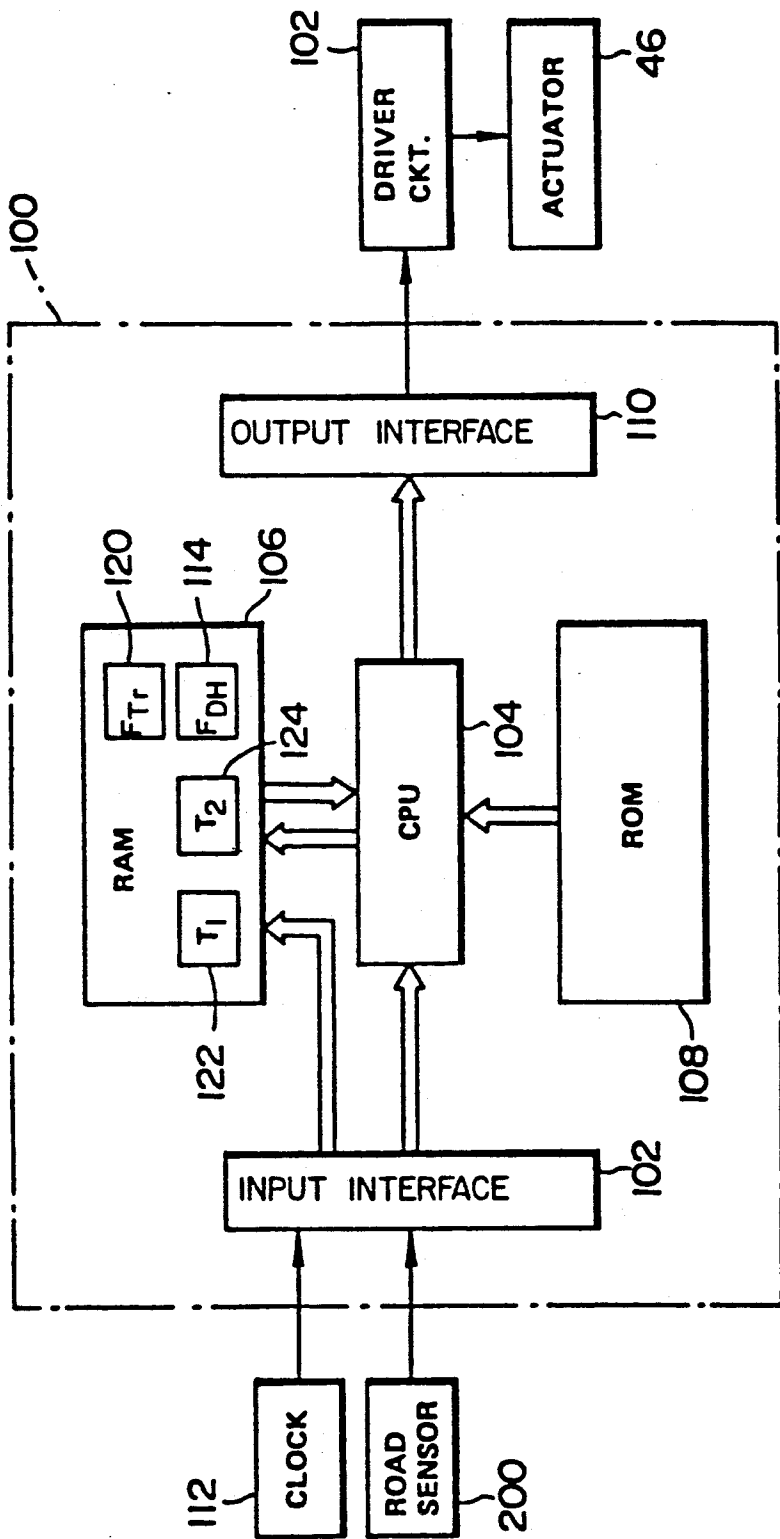 100
112
CLOCK
ROAD
SENSOR
200
INPUT INTERFACE
102
RAM
T1
122
T2
124
FTr
120
FDH
114
106
CPU
104
ROM
108
OUTPUT INTERFACE
110
DRIVER
CKT.
102
ACTUATOR
46